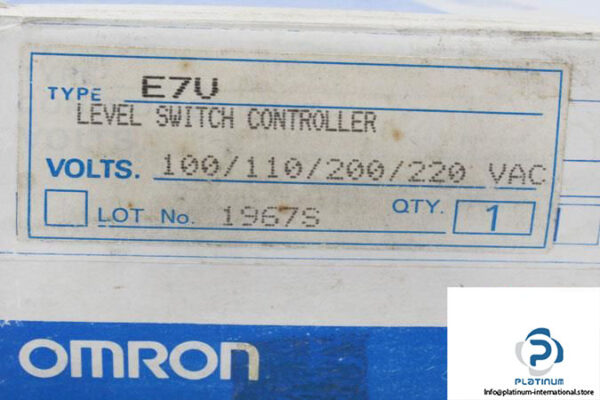 TYPE E7U
LEVEL SWITCH CONTROLLER
VOLTS. 100/110/200/220 VAC
LOT No. 1967S QTY. 1
OMRON
PLATINUM
Info@platinum-international.store